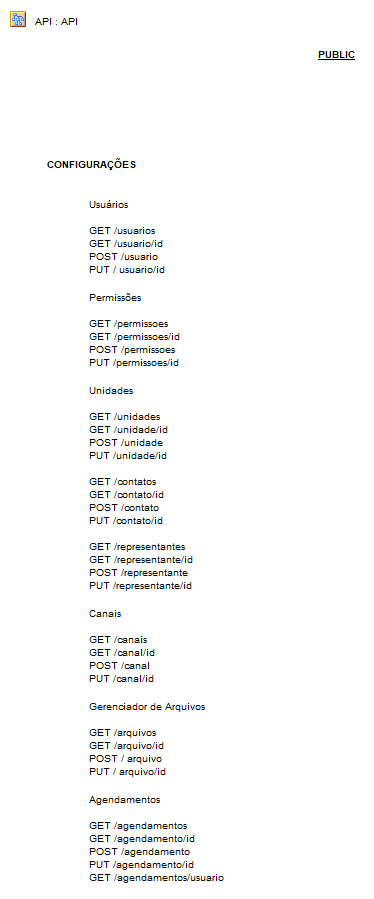 API : API
PUBLIC
CONFIGURAÇÕES
Usuários
GET /usuarios
GET /usuario/id
POST /usuario
PUT / usuario/id
Permissões
GET /permissoes
GET /permissoes/id
POST /permissoes
PUT /permissoes/id
Unidades
GET /unidades
GET /unidade/id
POST /unidade
PUT /unidade/id
GET /contatos
GET /contato/id
POST /contato
PUT /contato/id
GET /representantes
GET /representante/id
POST /representante
PUT /representante/id
Canais
GET /canais
GET /canal/id
POST /canal
PUT /canal/id
Gerenciador de Arquivos
GET /arquivos
GET /arquivo/id
POST / arquivo
PUT / arquivo/id
Agendamentos
GET /agendamentos
GET /agendamento/id
POST /agendamento
PUT /agendamento/id
GET /agendamentos/usuario